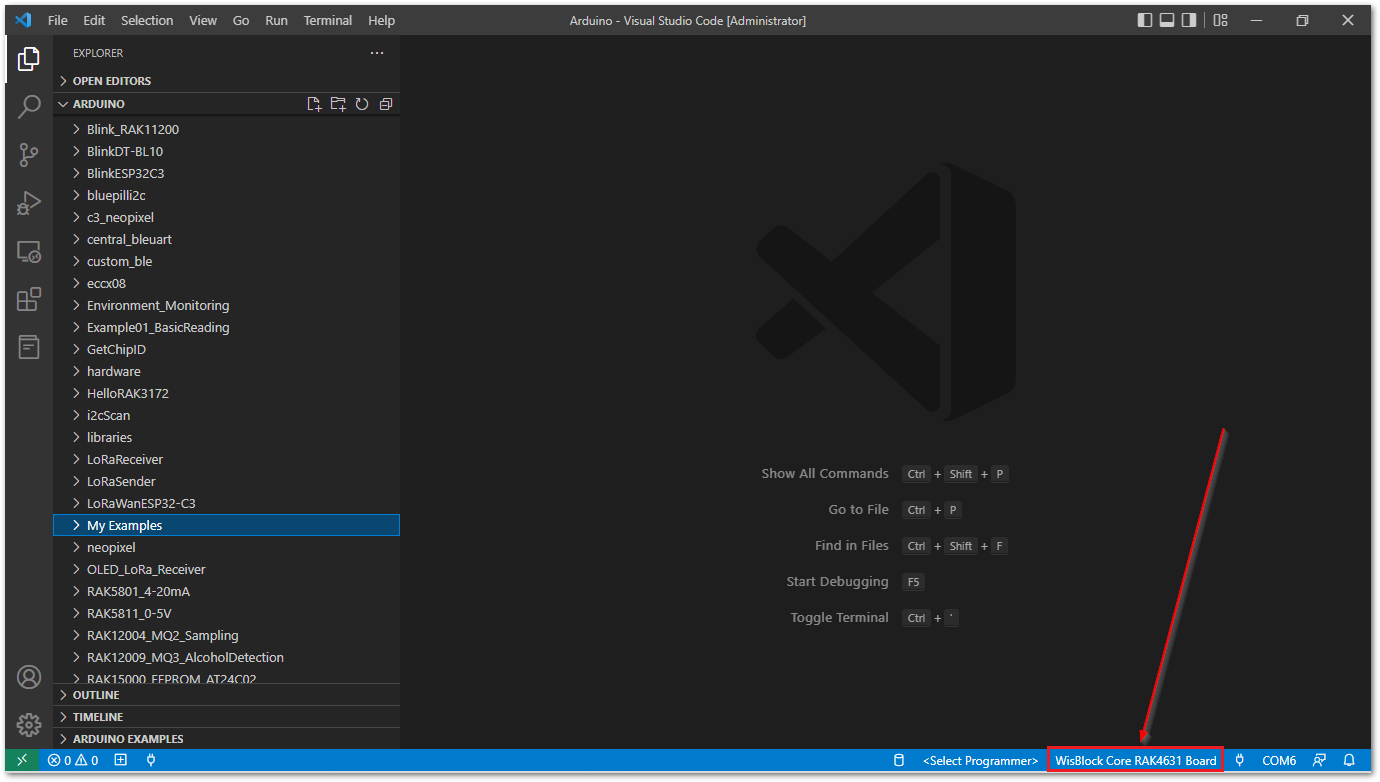 File Edit Selection View Go Run Terminal Help Arduino - Visual Studio Code [Administrator]
EXPLORER
OPEN EDITORS
ARDUINO
Blink_RAK11200
BlinkDT-BL10
BlinkESP32C3
bluepilli2c
c3_neopixel
central_bleuart
custom_ble
eccx08
Environment_Monitoring
Example01_BasicReading
GetChipID
hardware
HelloRAK3172
i2cScan
libraries
LoRaReceiver
LoRaSender
LoRaWanESP32-C3
My Examples
neopixel
OLED_LoRa_Receiver
RAK5801_4-20mA
RAK5811_0-5V
RAK12004_MQ2_Sampling
RAK12009_MQ3_AlcoholDetection
RAK15000_EEPROM_AT24C02
OUTLINE
TIMELINE
ARDUINO EXAMPLES
Show All Commands Ctrl + Shift + P
Go to File Ctrl + P
Find in Files Ctrl + Shift + F
Start Debugging F5
Toggle Terminal Ctrl + `
0 0 <Select Programmer> WisBlock Core RAK4631 Board COM6